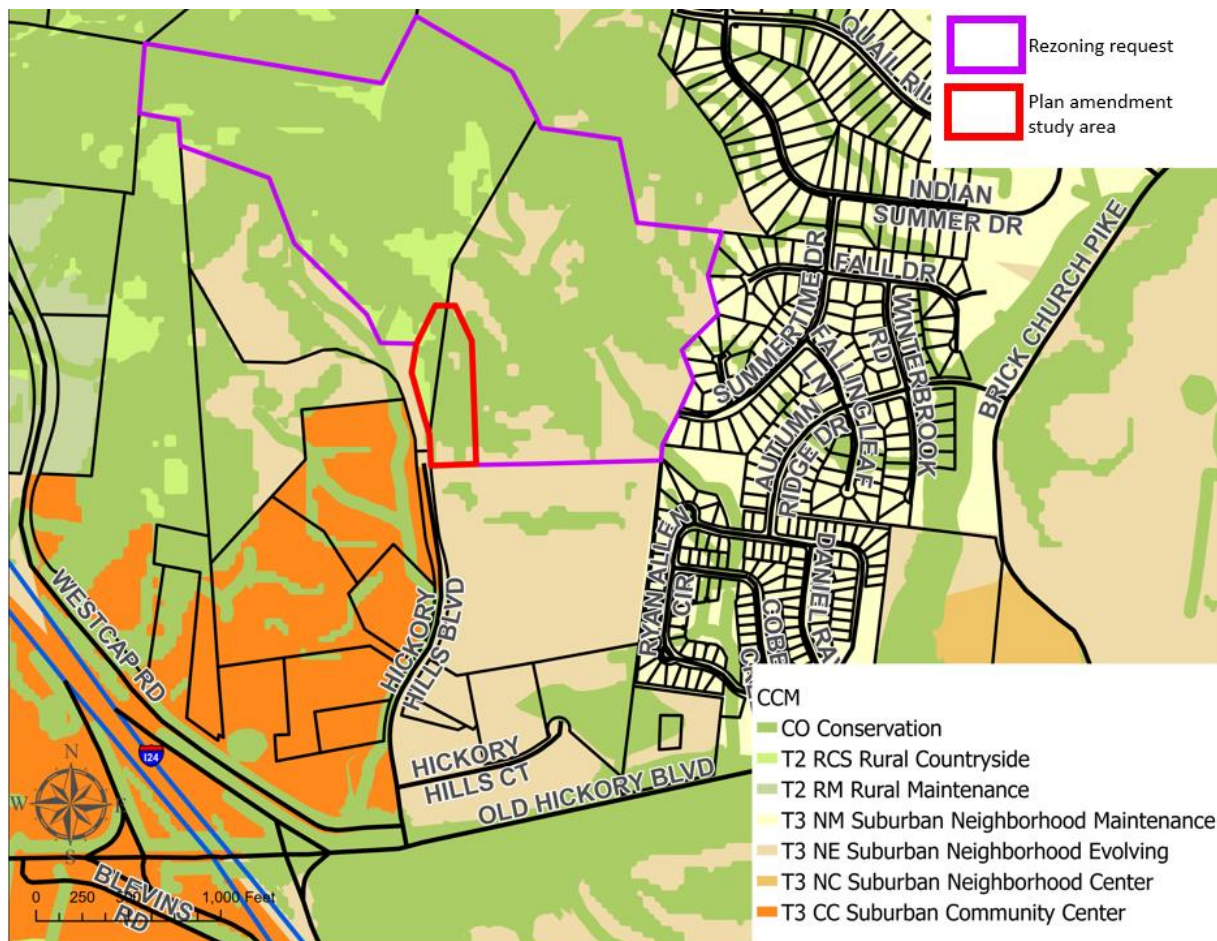 Rezoning request
Plan amendment
study area
QUAIL RID
INDIAN
SUMMER DR
FALL DR
SUMMERTIME DR
WINTERBROOK
RD
FALLING LEAF
LN
AUTUMN
RIDGE DR
BRICK CHURCH PIKE
RYAN ALLEN
CIR
DANIEL RA
COBB
WESTCAP RD
HICKORY
HILLS BLVD
HICKORY
HILLS CT
OLD HICKORY BLVD
I24
N
W
S
BLEVINS
RD
0 250 500 1,000 Feet
CCM
CO Conservation
T2 RCS Rural Countryside
T2 RM Rural Maintenance
T3 NM Suburban Neighborhood Maintenance
T3 NE Suburban Neighborhood Evolving
T3 NC Suburban Neighborhood Center
T3 CC Suburban Community Center